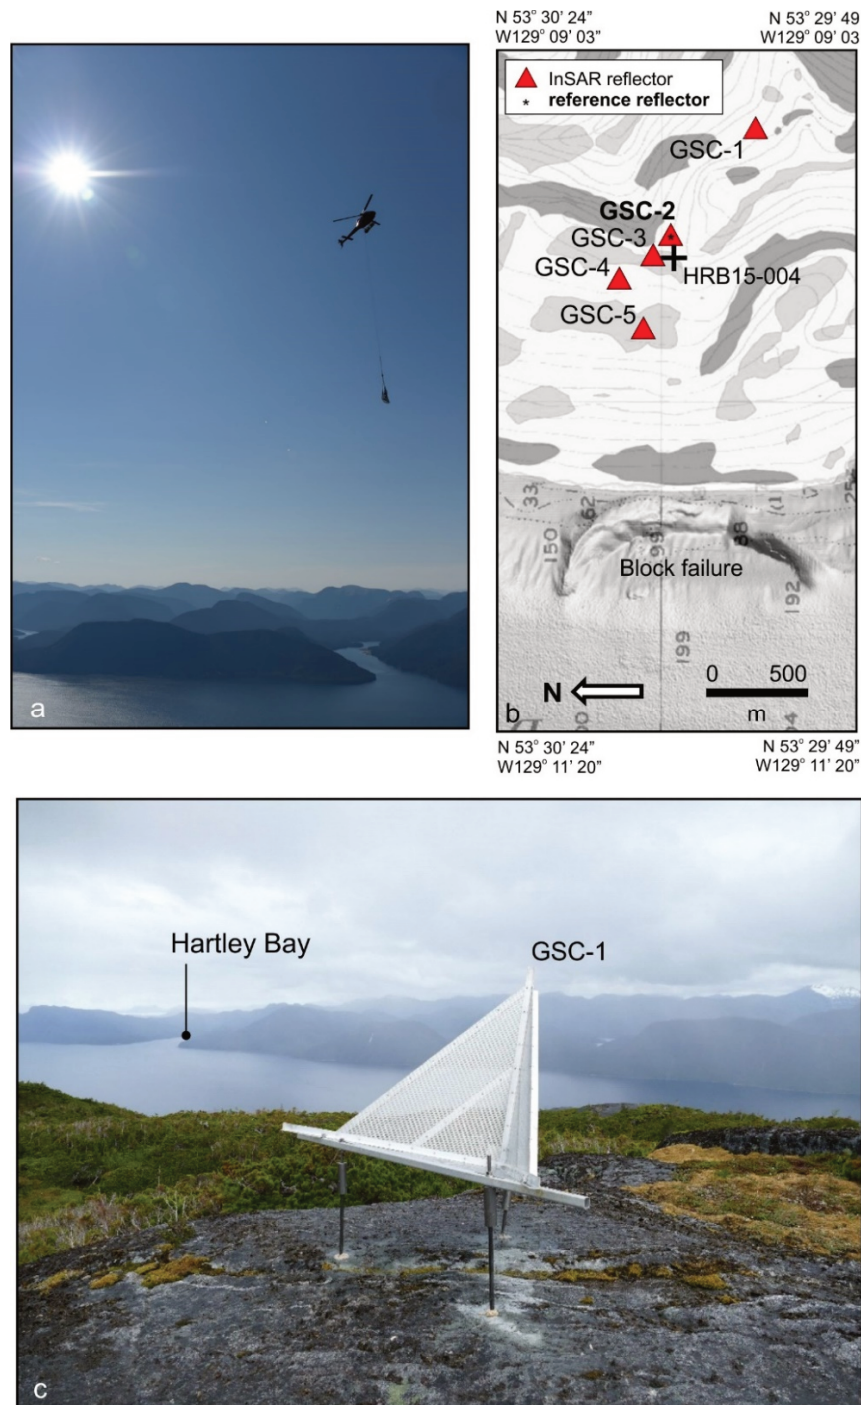 N 53° 30' 24"
W129° 09' 03"
N 53° 29' 49
W129° 09' 03
InSAR reflector
* reference reflector
GSC-1
GSC-2
GSC-3
HRB15-004
GSC-4
GSC-5
33
62
150
99
88
192
199
Block failure
0 500
m
N
a
b
N 53° 30' 24"
W129° 11' 20"
N 53° 29' 49"
W129° 11' 20"
Hartley Bay
GSC-1
c